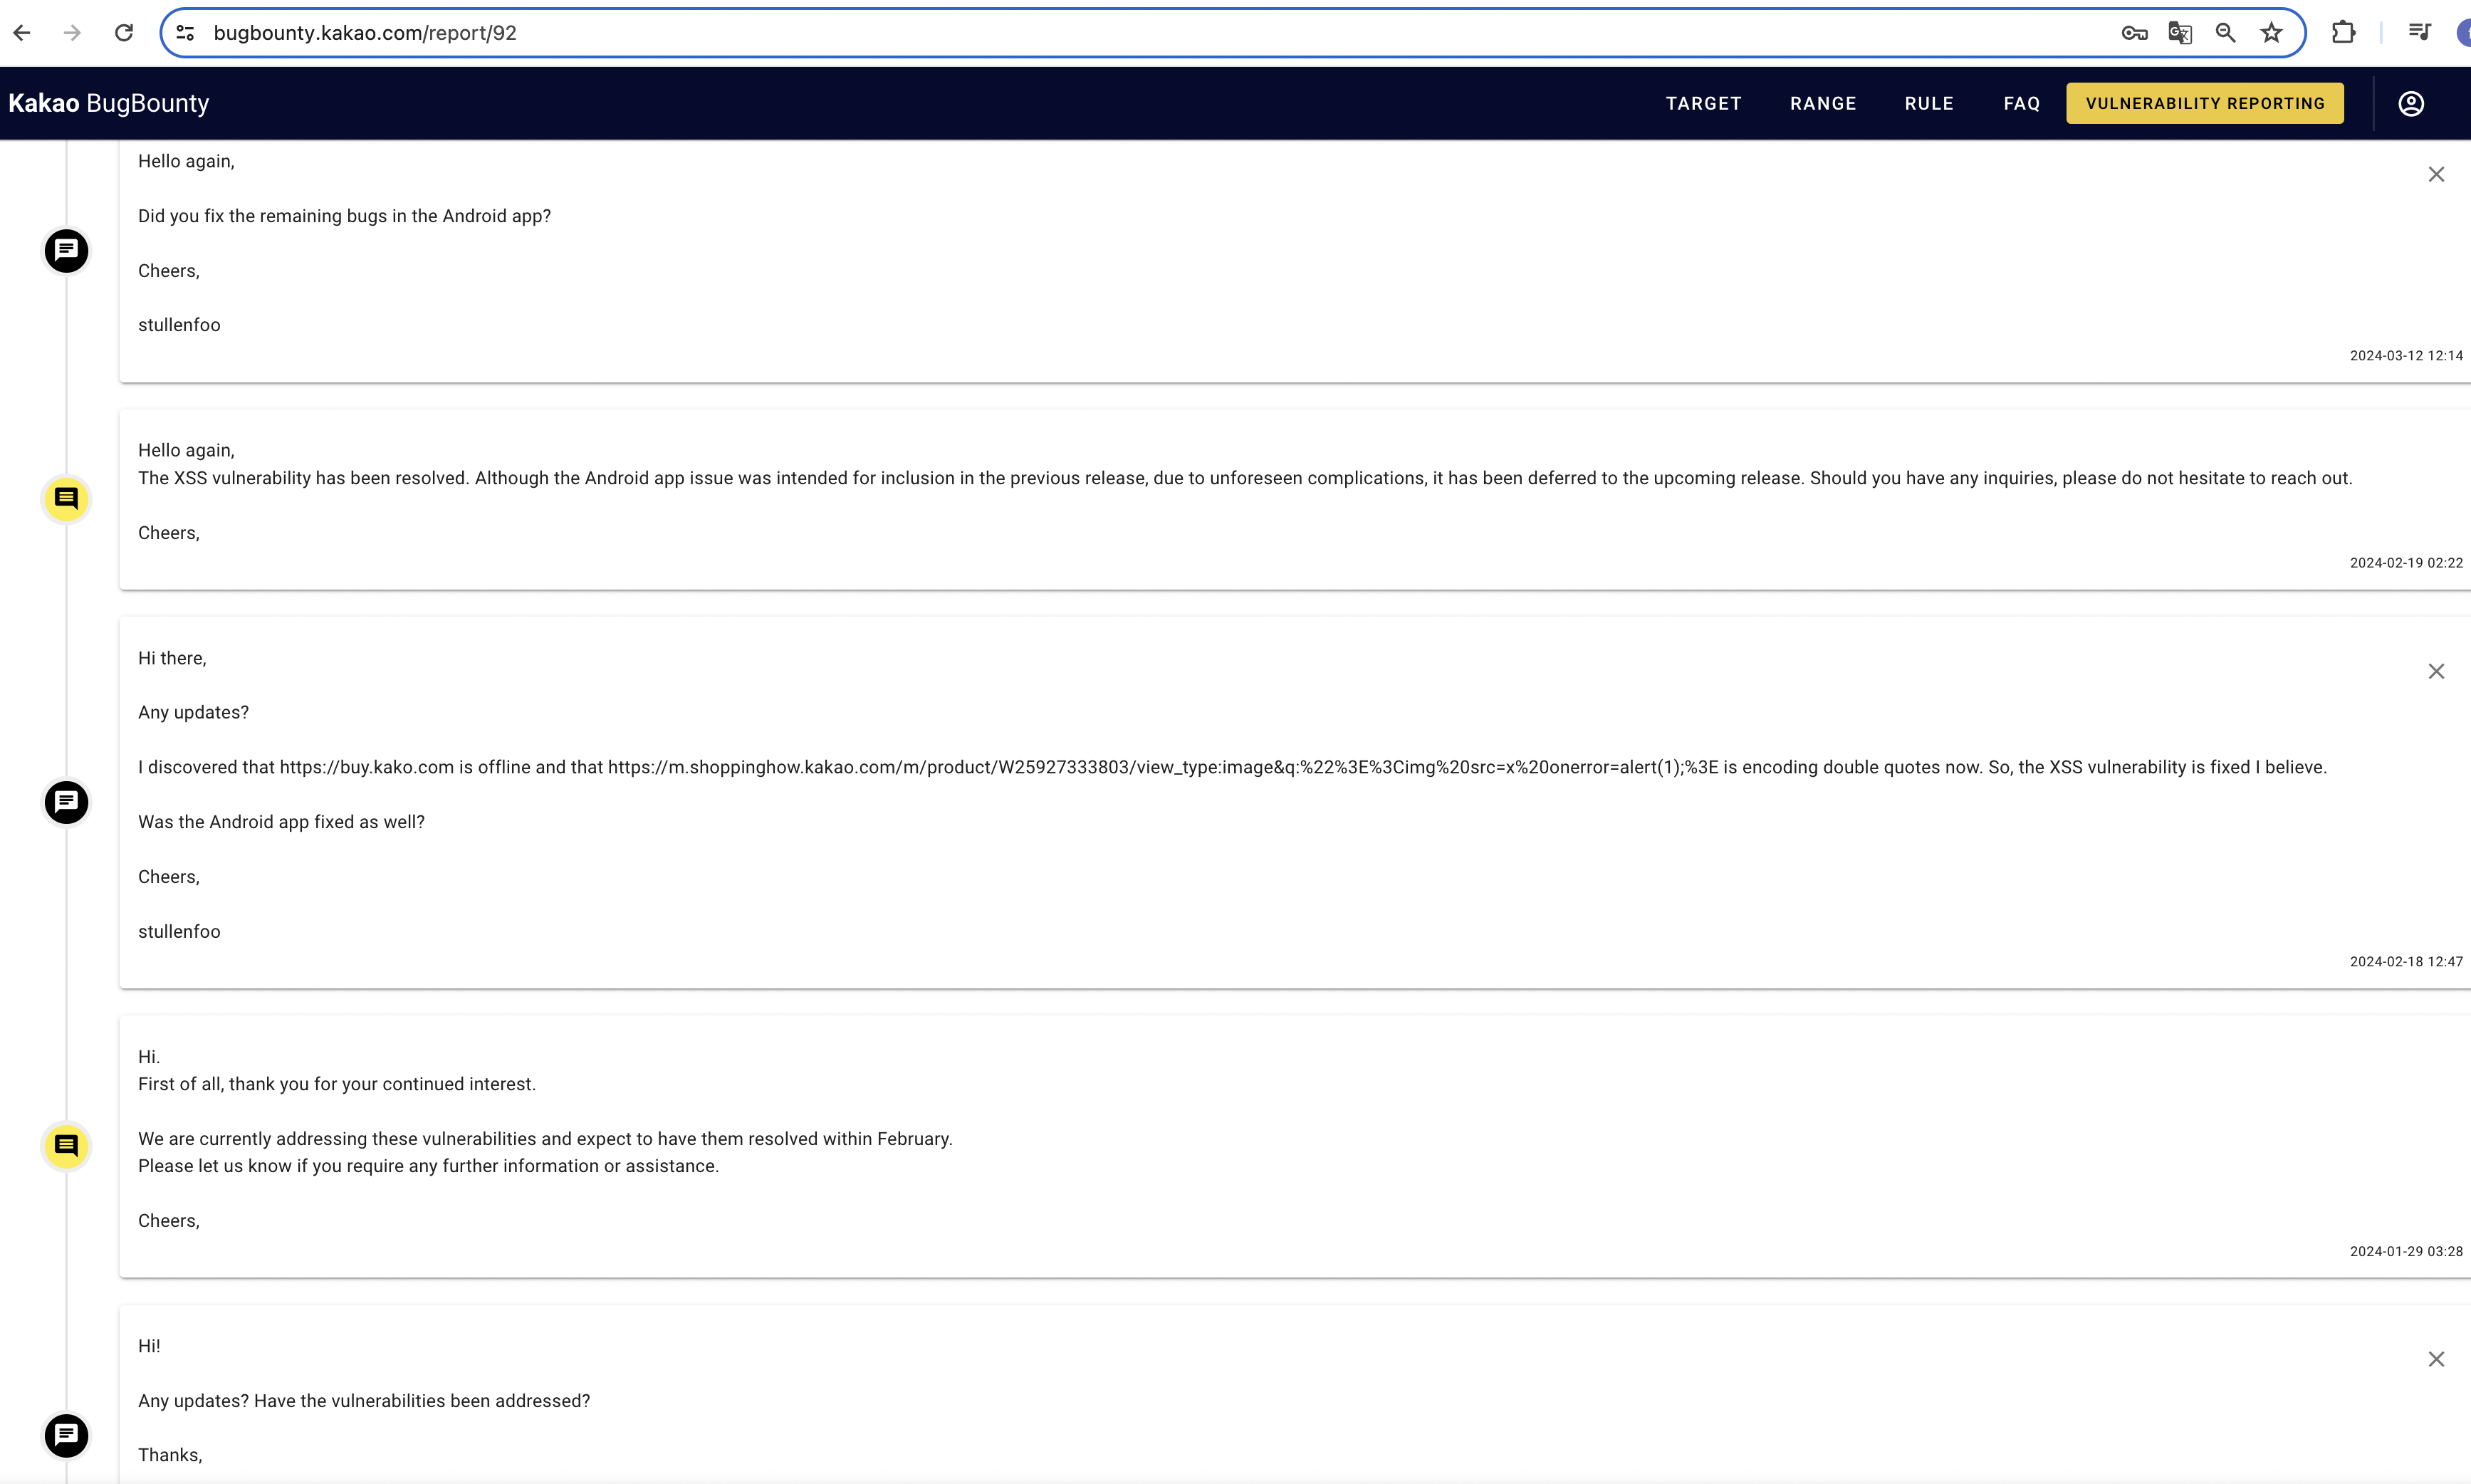 bugbounty.kakao.com/report/92
Kakao BugBounty
TARGET
RANGE
RULE
FAQ
VULNERABILITY REPORTING
Hello again,
Did you fix the remaining bugs in the Android app?
Cheers,
stullenfoo
2024-03-12 12:14
Hello again,
The XSS vulnerability has been resolved. Although the Android app issue was intended for inclusion in the previous release, due to unforeseen complications, it has been deferred to the upcoming release. Should you have any inquiries, please do not hesitate to reach out.
Cheers,
2024-02-19 02:22
Hi there,
Any updates?
I discovered that https://buy.kako.com is offline and that https://m.shoppinghow.kakao.com/m/product/W25927333803/view_type:image&q:%22%3E%3Cimg%20src=x%20onerror=alert(1);%3E is encoding double quotes now. So, the XSS vulnerability is fixed I believe.
Was the Android app fixed as well?
Cheers,
stullenfoo
2024-02-18 12:47
Hi.
First of all, thank you for your continued interest.
We are currently addressing these vulnerabilities and expect to have them resolved within February.
Please let us know if you require any further information or assistance.
Cheers,
2024-01-29 03:28
Hi!
Any updates? Have the vulnerabilities been addressed?
Thanks,